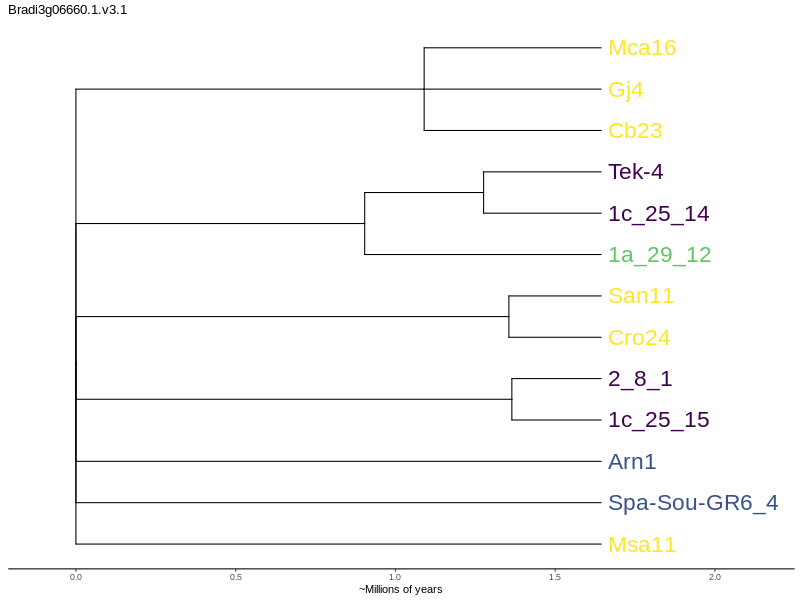 Bradi3g06660.1.v3.1
Mca16
Gj4
Cb23
Tek-4
1c_25_14
1a_29_12
San11
Cro24
2_8_1
1c_25_15
Arn1
Spa-Sou-GR6_4
Msa11
0.0 0.5 1.0 1.5 2.0
~Millions of years